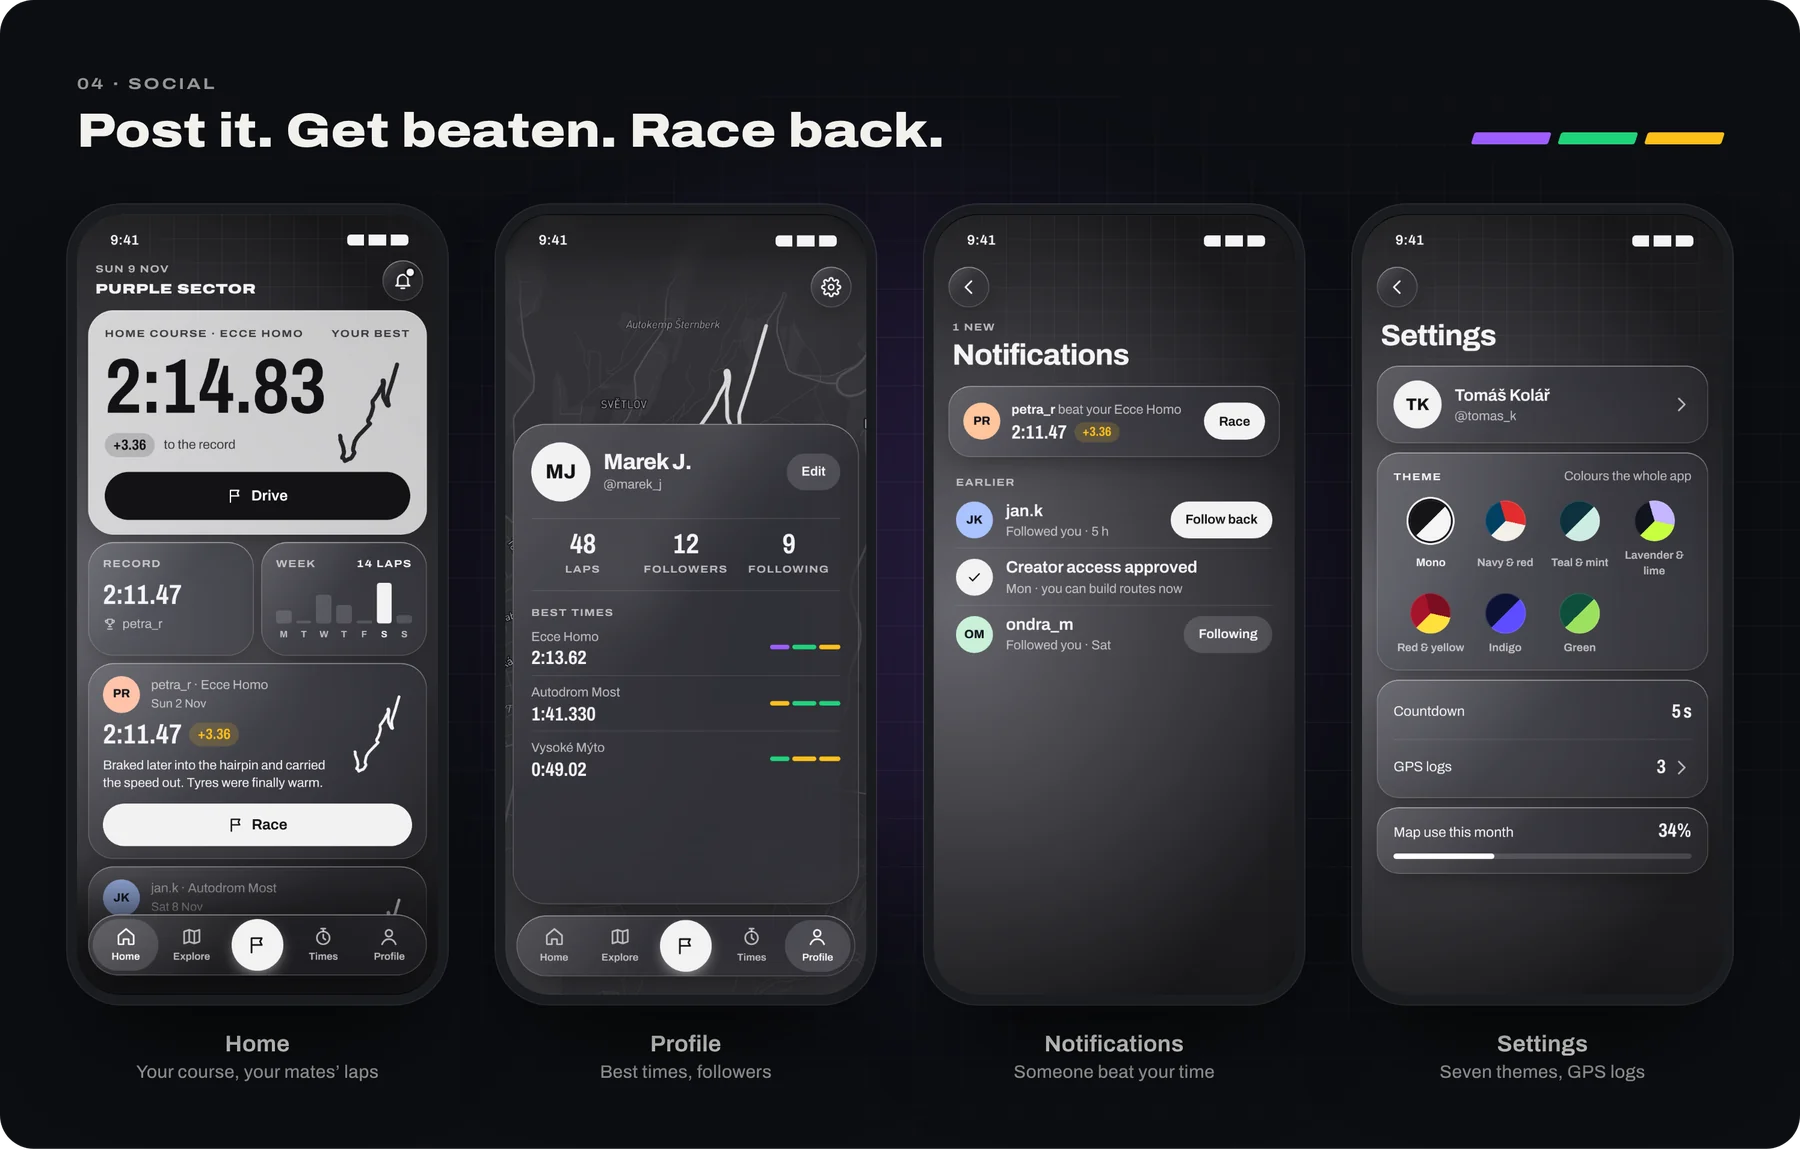 04 · SOCIAL
Post it. Get beaten. Race back.
9:41
SUN 9 NOV
PURPLE SECTOR
HOME COURSE · ECCE HOMO YOUR BEST
2:14.83
+3.36 to the record
Drive
RECORD
2:11.47
petra_r
WEEK 14 LAPS
M T W T F S S
PR
petra_r · Ecce Homo
Sun 2 Nov
2:11.47 +3.36
Braked later into the hairpin and carried
the speed out. Tyres were finally warm.
Race
JK
jan.k · Autodrom Most
Sat 8 Nov
Home Explore Times Profile
Home
Your course, your mates’ laps
9:41
Autokemp Šternberk
SVĚTLOV
MJ
Marek J.
@marek_j
Edit
48 12 9
LAPS FOLLOWERS FOLLOWING
BEST TIMES
Ecce Homo
2:13.62
Autodrom Most
1:41.330
Vysoké Mýto
0:49.02
Home Explore Times Profile
Profile
Best times, followers
9:41
1 NEW
Notifications
PR
petra_r beat your Ecce Homo
2:11.47 +3.36
Race
EARLIER
JK
jan.k
Followed you · 5 h
Follow back
Creator access approved
Mon · you can build routes now
OM
ondra_m
Followed you · Sat
Following
Notifications
Someone beat your time
9:41
Settings
TK
Tomáš Kolář
@tomas_k
THEME Colours the whole app
Mono Navy & red Teal & mint Lavender &
lime
Red & yellow Indigo Green
Countdown 5 s
GPS logs 3
Map use this month 34%
Settings
Seven themes, GPS logs